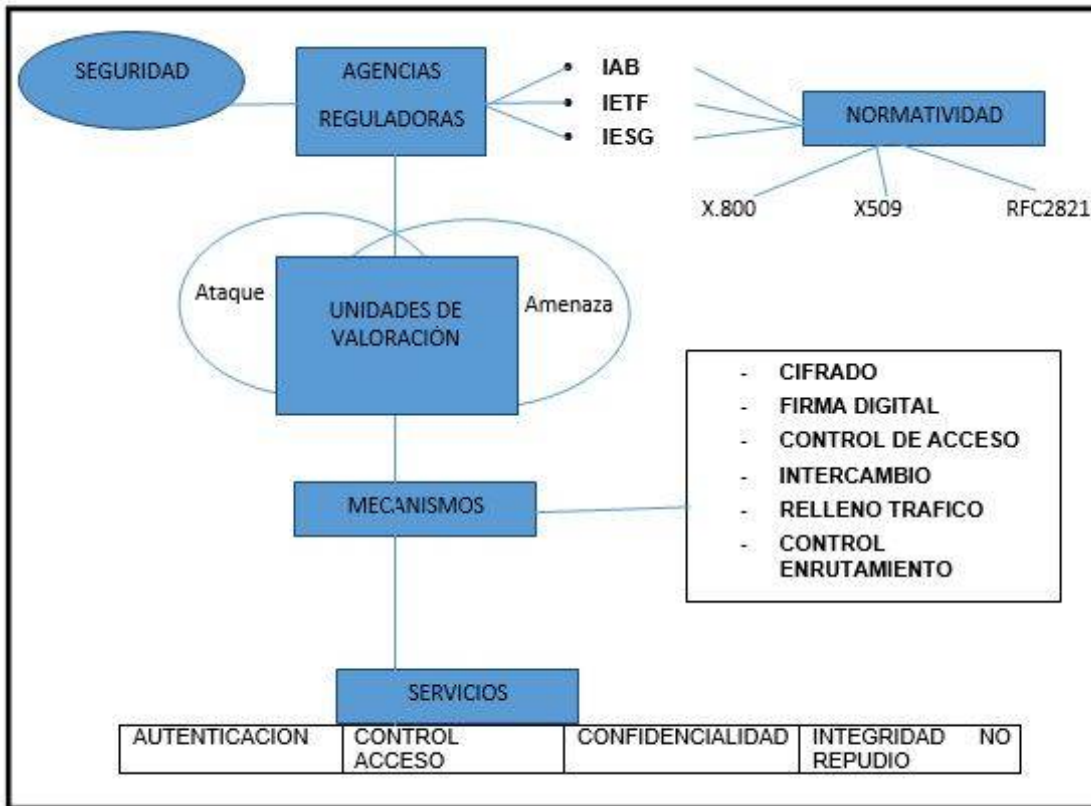 SEGURIDAD
AGENCIAS
REGULADORAS
• IAB
• IETF
• IESG
NORMATIVIDAD
X.800
X509
RFC2821
Ataque
UNIDADES DE
VALORACIÓN
Amenaza
- CIFRADO
- FIRMA DIGITAL
- CONTROL DE ACCESO
- INTERCAMBIO
- RELLENO TRAFICO
- CONTROL
ENRUTAMIENTO
MECANISMOS
SERVICIOS
AUTENTICACION
CONTROL
ACCESO
CONFIDENCIALIDAD
INTEGRIDAD NO
REPUDIO